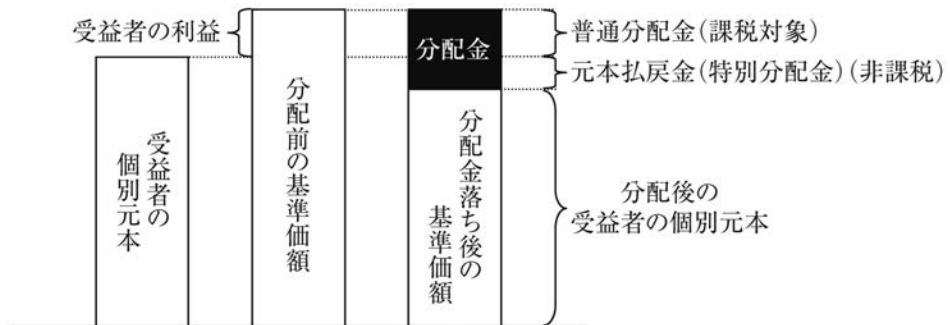 受益者の利益
分配金
普通分配金(課税対象)
元本払戻金(特別分配金)(非課税)
受益者の
個別元本
分配前の基準価額
分配金落ち後の
基準価額
分配後の
受益者の個別元本